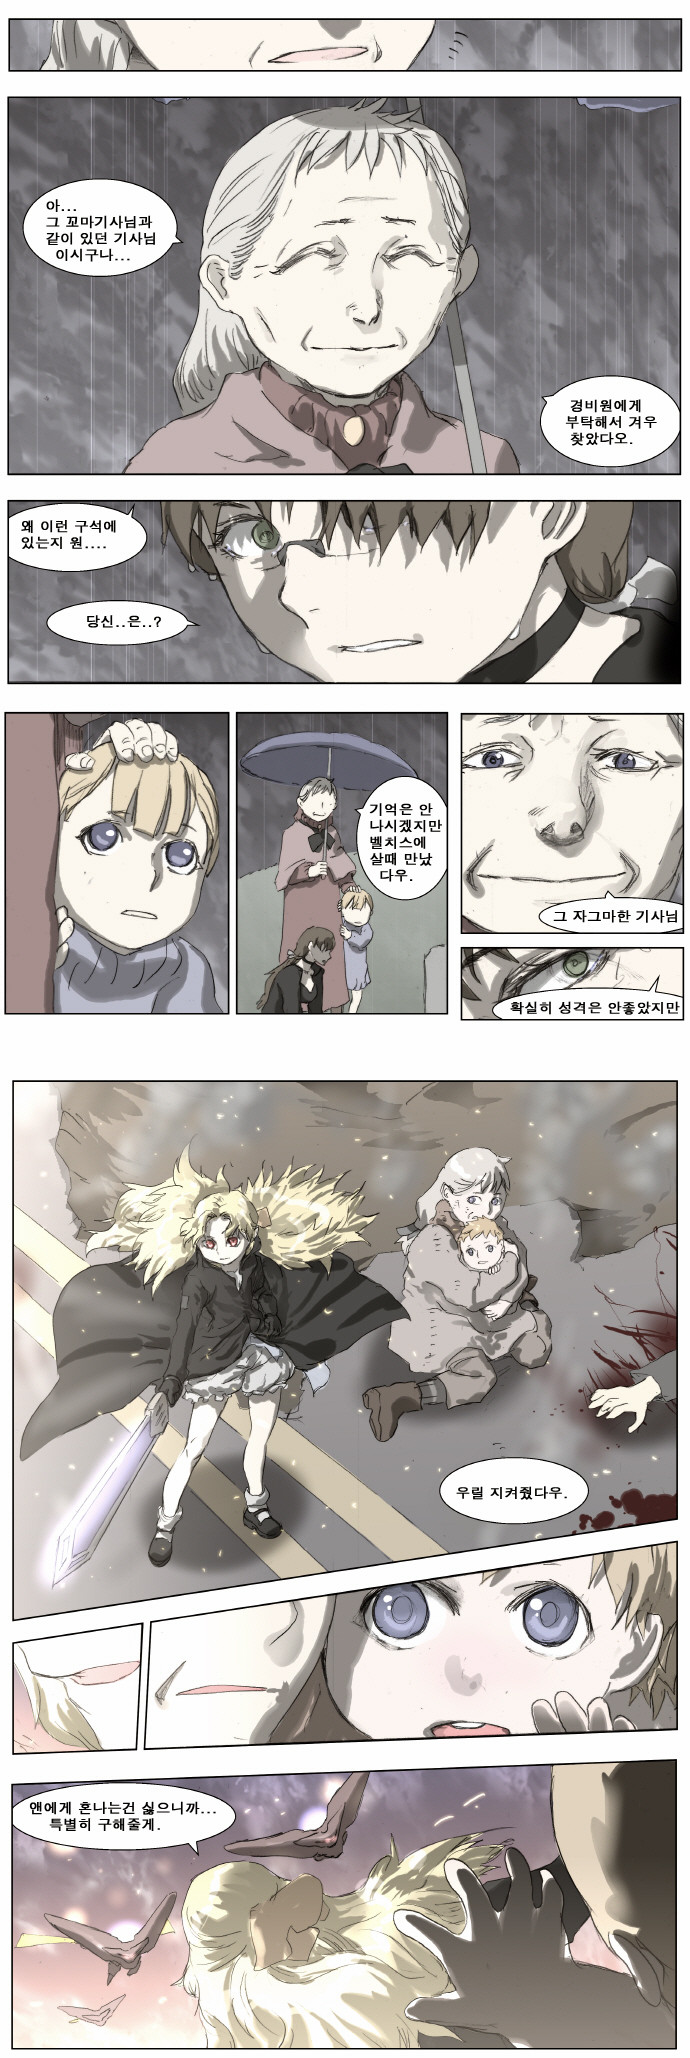 아...
그 꼬마기사님과
같이 있던 기사님
이시구나...
경비원에게
부탁해서 겨우
찾았다오.
왜 이런 구석에
있는지 원....
당신..은..?
기억은 안
나시겠지만
벨치스에
살때 만났
다우.
그 자그마한 기사님
확실히 성격은 안좋았지만
우릴 지켜줬다우.
앤에게 혼나는건 싫으니까...
특별히 구해줄게.